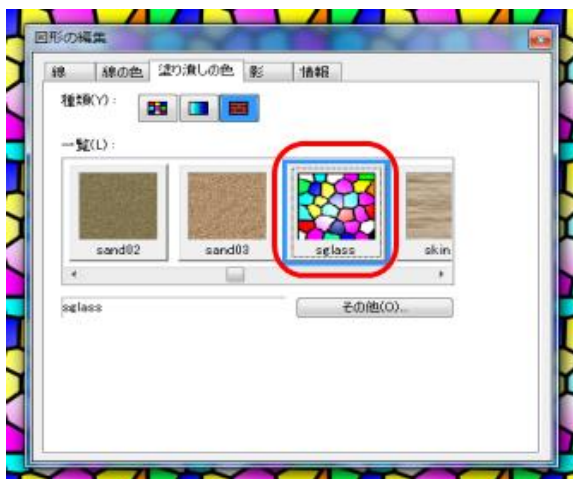 図形の編集
線 線の色 塗り潰しの色 影 情報
種類(Y):
一覧(L):
sand02 sand03 sglass skin
sglass その他(O)...